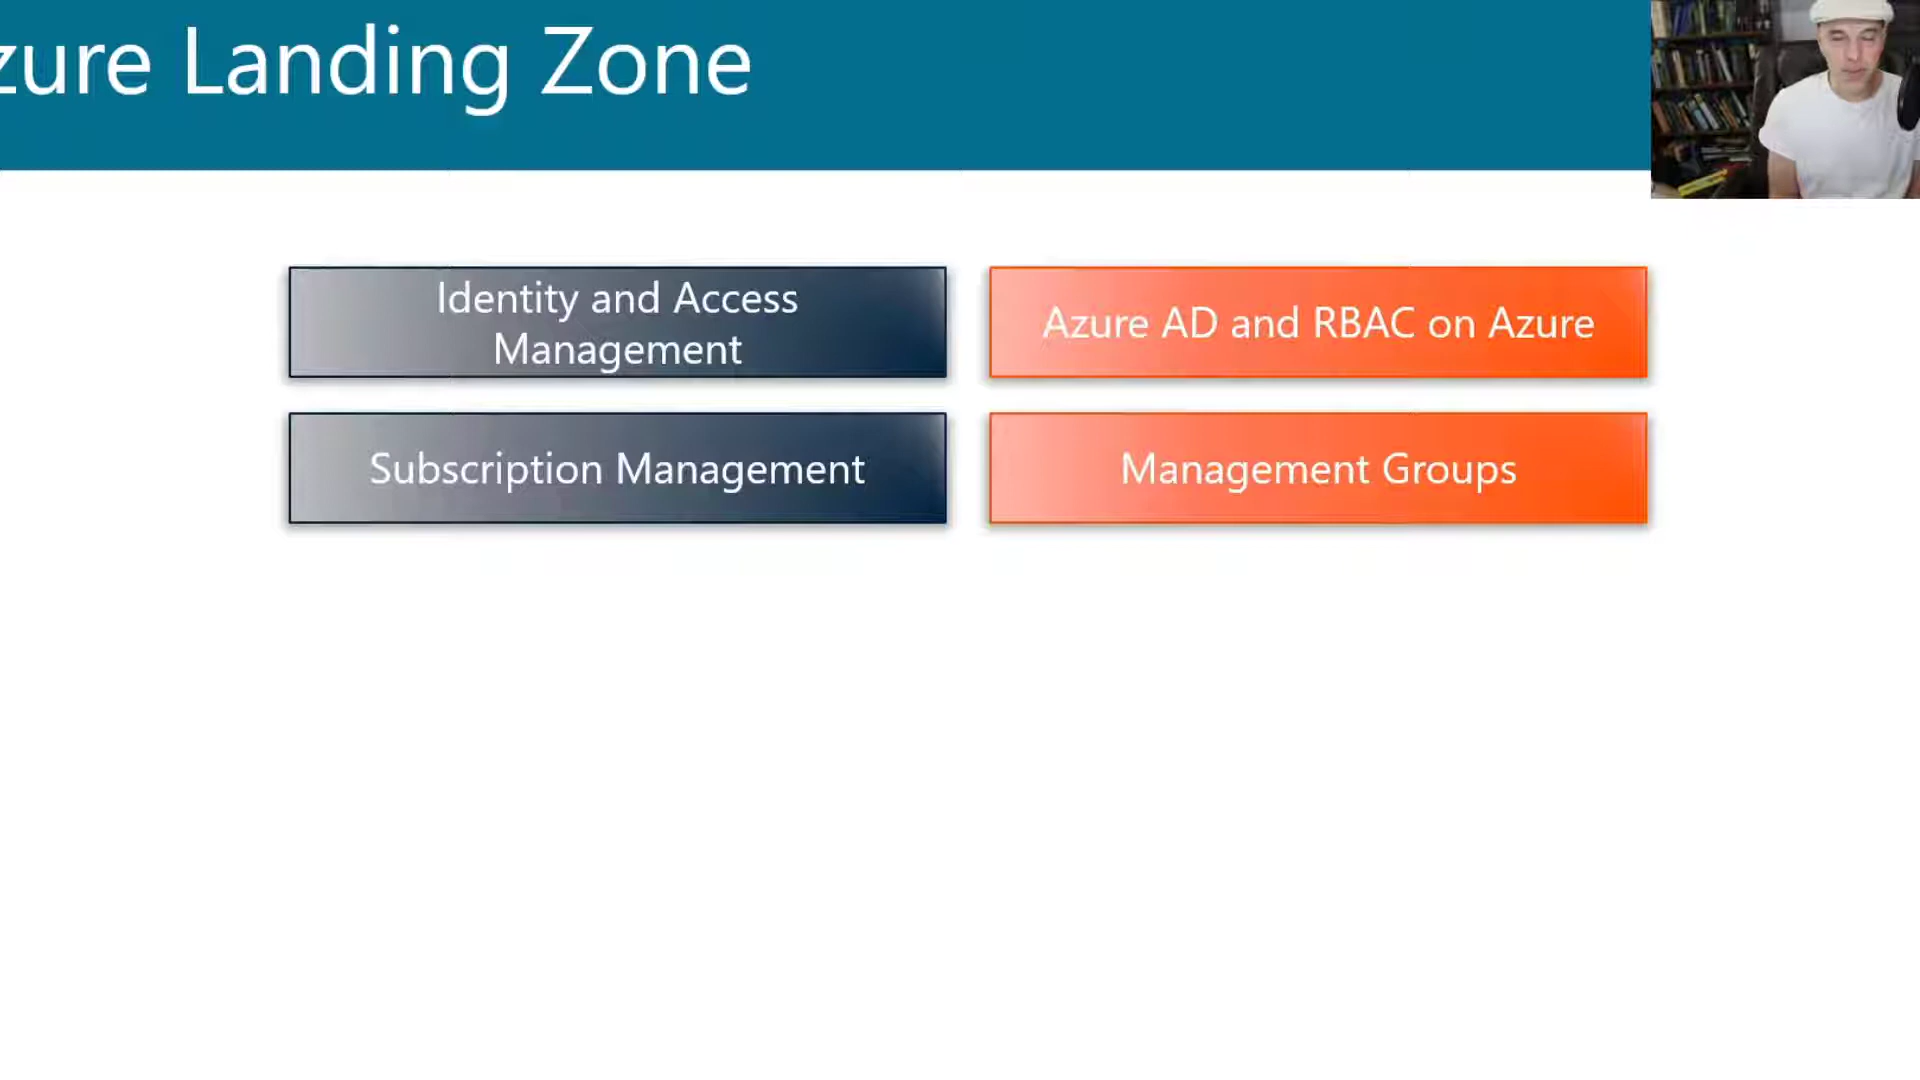 zure Landing Zone
Identity and Access
Management
Azure AD and RBAC on Azure
Subscription Management
Management Groups